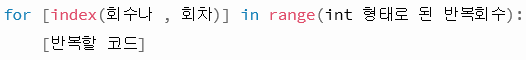 for [index(회수나 , 회차)] in range(int 형태로 된 반복회수):
    [반복할 코드]